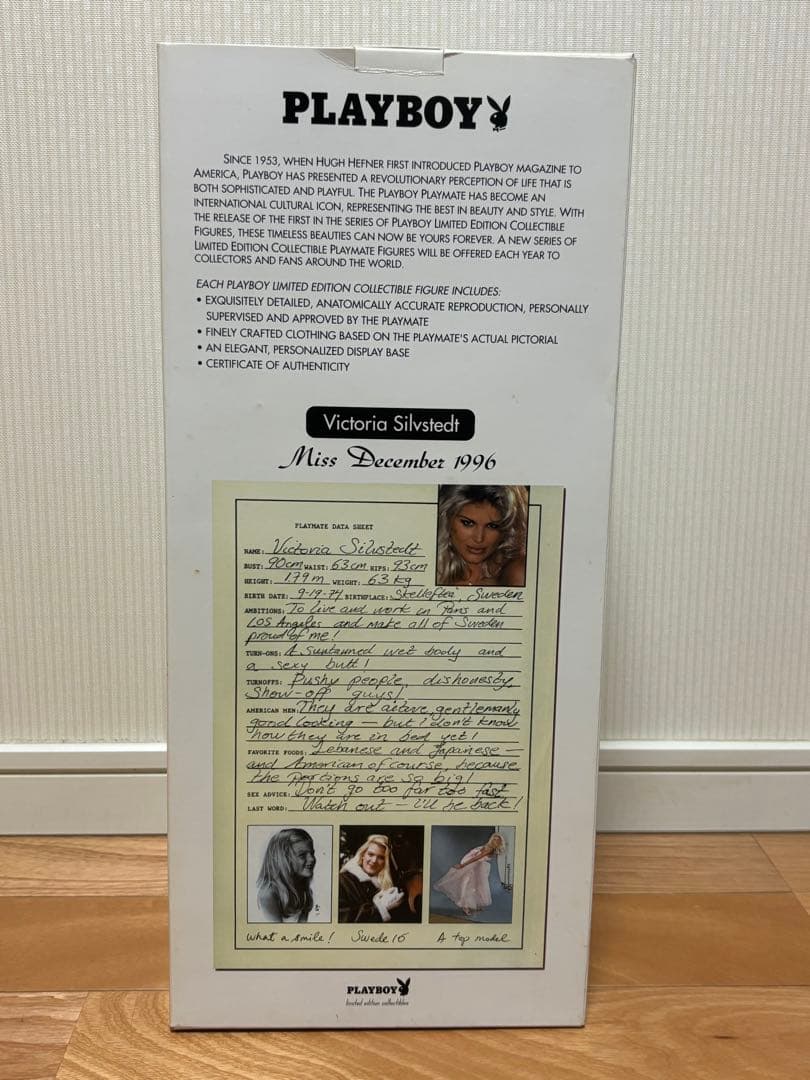 PLAYBOY
SINCE 1953, WHEN HUGH HEFNER FIRST INTRODUCED PLAYBOY MAGAZINE TO
AMERICA, PLAYBOY HAS PRESENTED A REVOLUTIONARY PERCEPTION OF LIFE THAT IS
BOTH SOPHISTICATED AND PLAYFUL. THE PLAYBOY PLAYMATE HAS BECOME AN
INTERNATIONAL CULTURAL ICON, REPRESENTING THE BEST IN BEAUTY AND STYLE. WITH
THE RELEASE OF THE FIRST IN THE SERIES OF PLAYBOY LIMITED EDITION COLLECTIBLE
FIGURES, THESE TIMELESS BEAUTIES CAN NOW BE YOURS FOREVER. A NEW SERIES OF
LIMITED EDITION COLLECTIBLE PLAYMATE FIGURES WILL BE OFFERED EACH YEAR TO
COLLECTORS AND FANS AROUND THE WORLD.
EACH PLAYBOY LIMITED EDITION COLLECTIBLE FIGURE INCLUDES:
• EXQUISITELY DETAILED, ANATOMICALLY ACCURATE REPRODUCTION, PERSONALLY
SUPERVISED AND APPROVED BY THE PLAYMATE
• FINELY CRAFTED CLOTHING BASED ON THE PLAYMATE'S ACTUAL PICTORIAL
• AN ELEGANT, PERSONALIZED DISPLAY BASE
• CERTIFICATE OF AUTHENTICITY
Victoria Silvstedt
Miss December 1996
PLAYMATE DATA SHEET
NAME: Victoria Silvstedt
BUST: 90cm WAIST: 63cm HIPS: 93cm
HEIGHT: 1.79 m WEIGHT: 63 kg
BIRTH DATE: 9-19-74 BIRTHPLACE: Skellefteå, Sweden
AMBITIONS: To live and work in Paris and
LOS Angeles and make all of Sweden
proud of me!
TURN-ONS: A suntanned wet body and
a sexy butt!
TURNOFFS: Pushy people, dishonesty,
Show-off guys!
AMERICAN MEN: They are active, gentlemanly
good looking — but I don't know
how they are in bed yet!
FAVORITE FOODS: Lebanese and Japanese —
and American of course, because
the portions are so big!
SEX ADVICE: Don't go too far too fast
LAST WORD: Watch out — I'll be back!
What a smile! Swede 16 A top model
PLAYBOY
limited edition collectibles